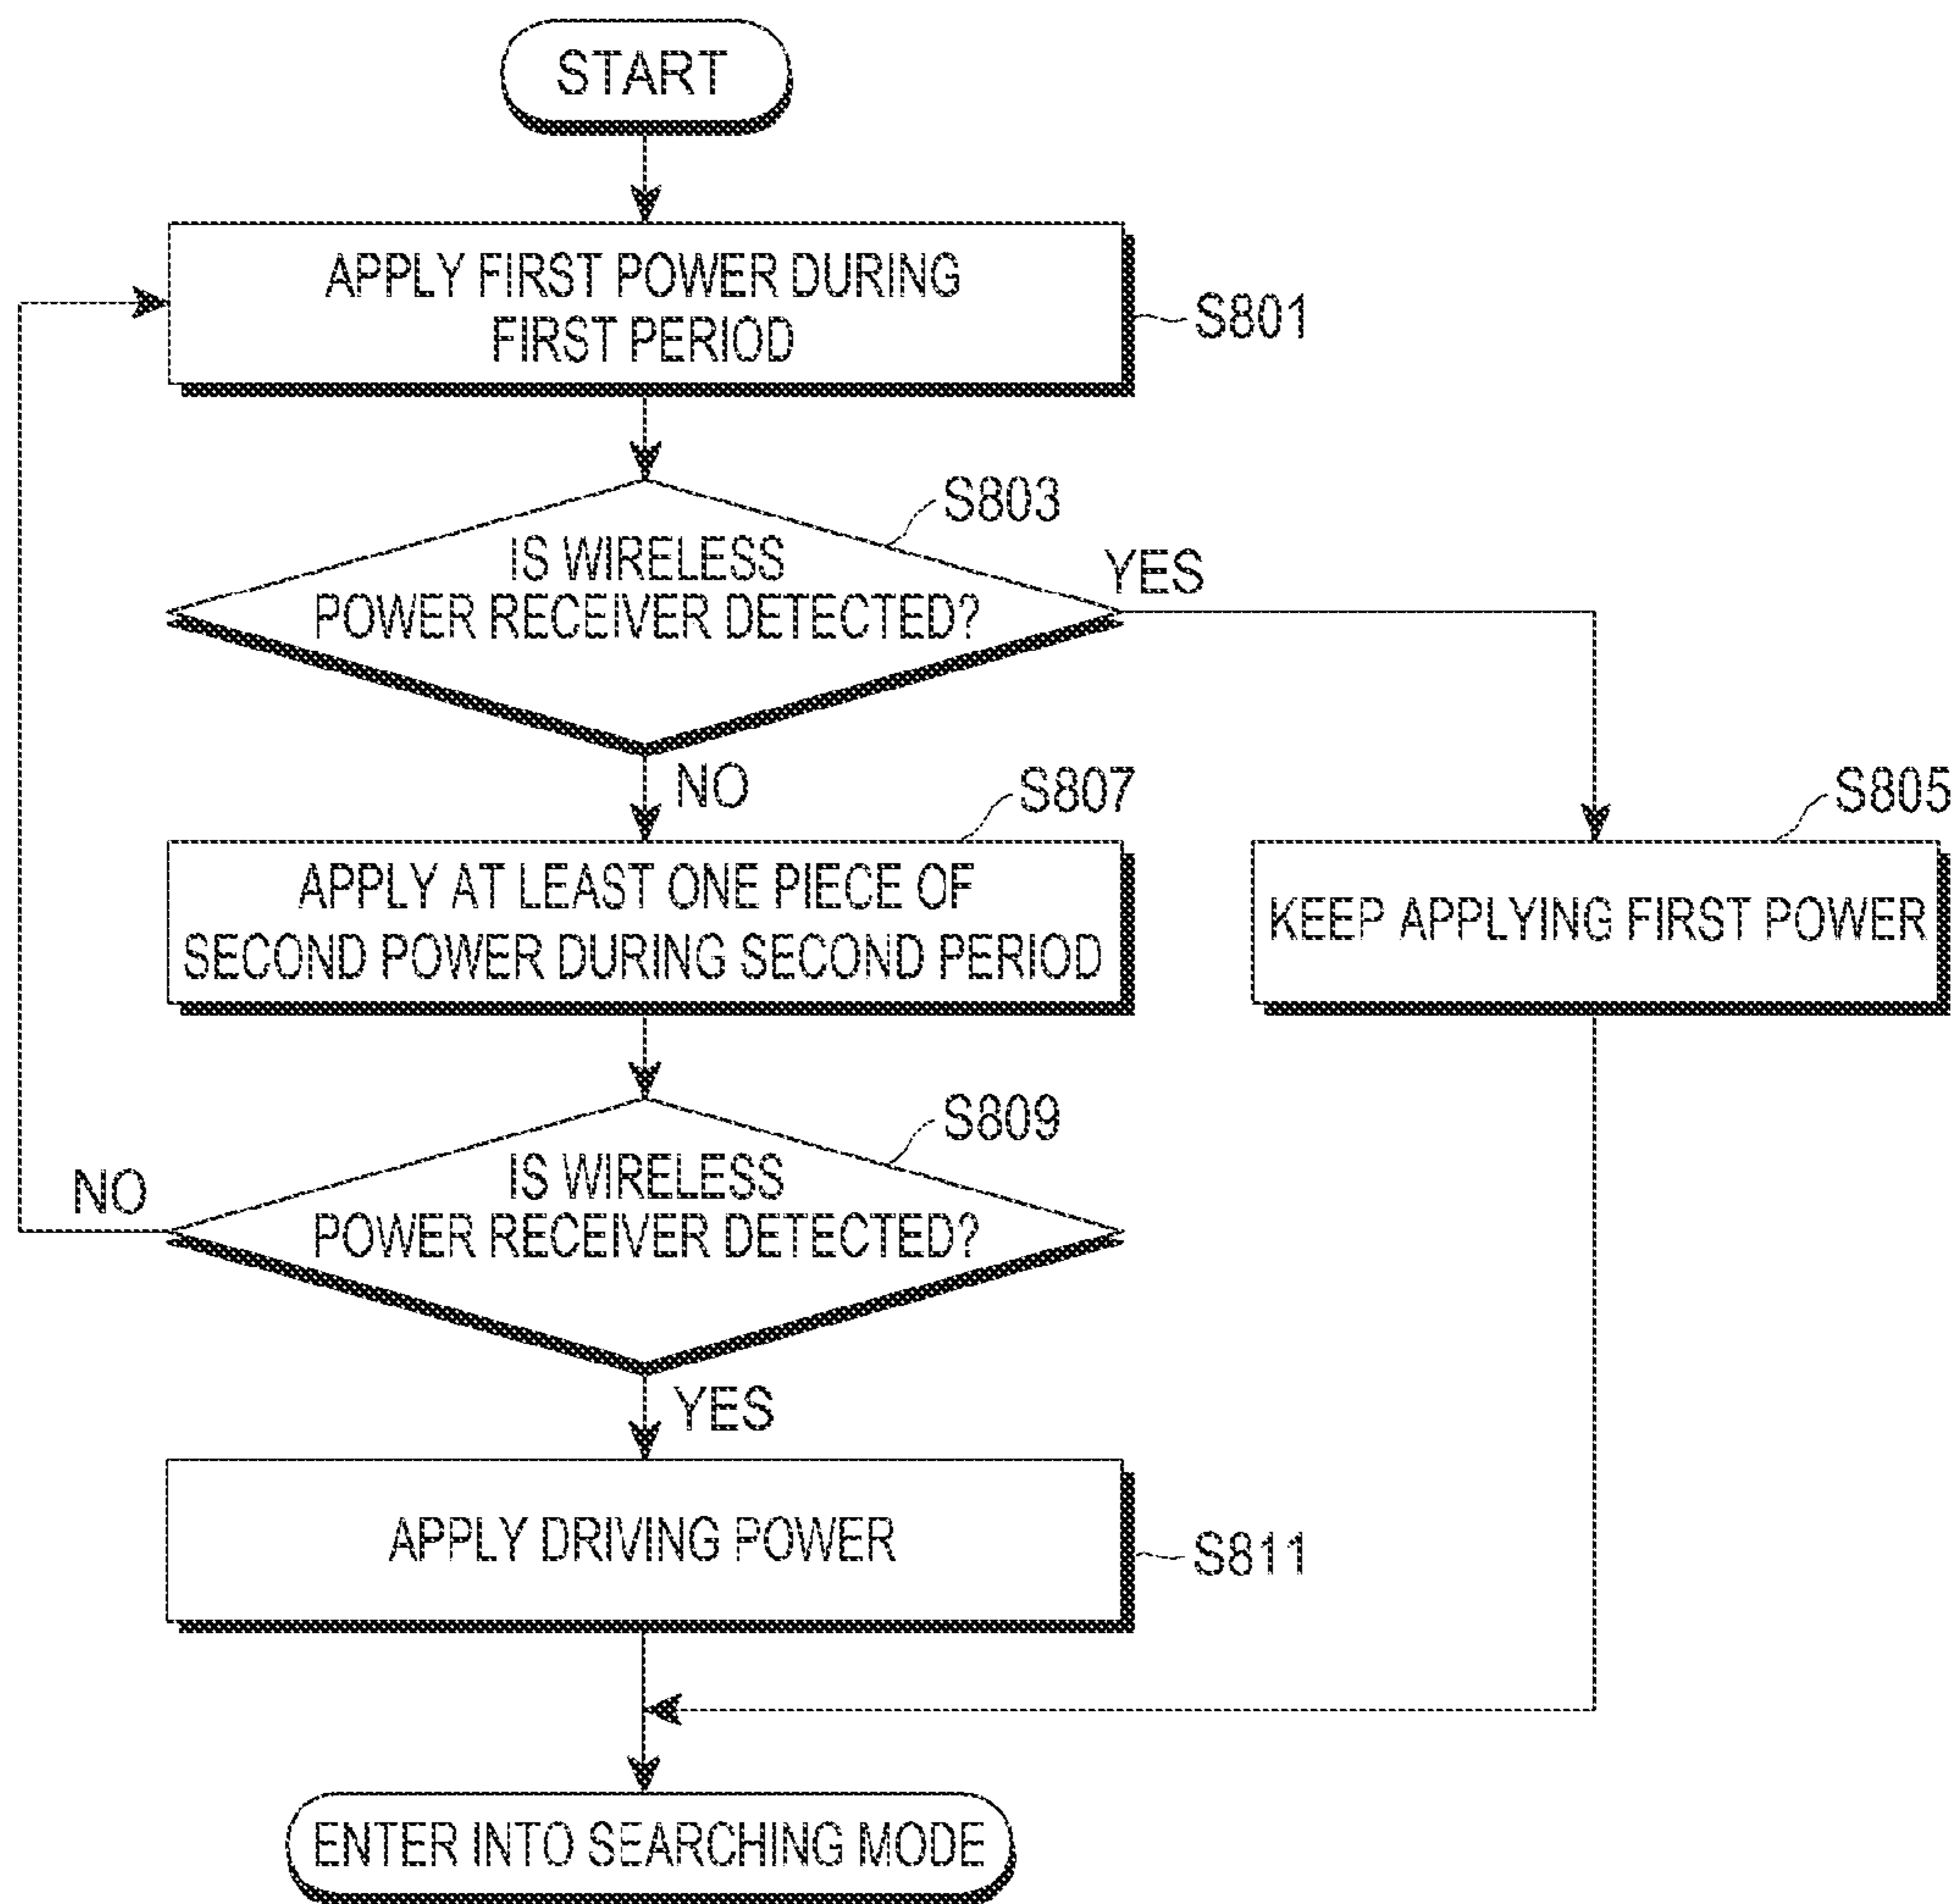 START
APPLY FIRST POWER DURING
FIRST PERIOD
S801
S803
IS WIRELESS
POWER RECEIVER DETECTED?
YES
NO
S807
S805
APPLY AT LEAST ONE PIECE OF
SECOND POWER DURING SECOND PERIOD
KEEP APPLYING FIRST POWER
S809
IS WIRELESS
POWER RECEIVER DETECTED?
NO
YES
APPLY DRIVING POWER
S811
ENTER INTO SEARCHING MODE